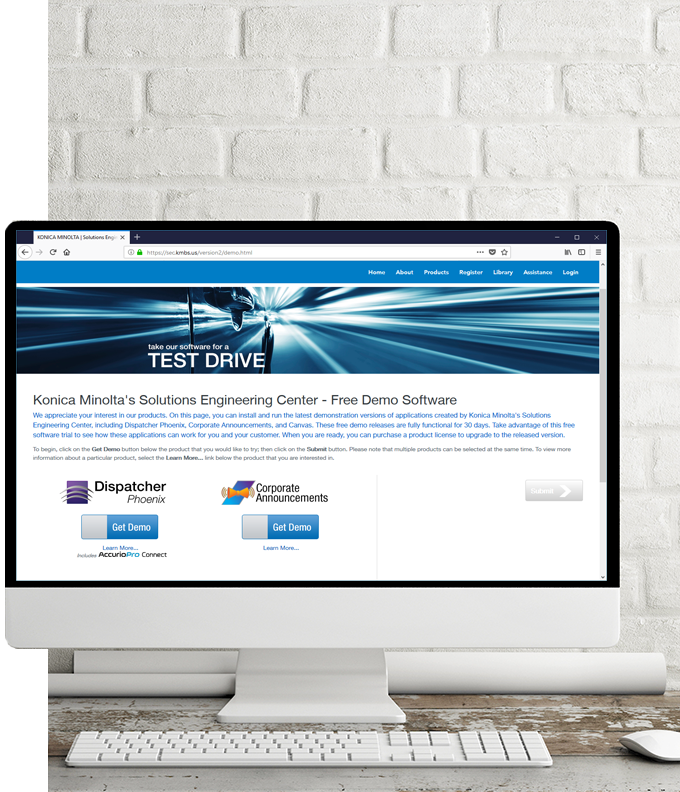 KONICA MINOLTA | Solutions Engi
https://sec.kmbs.us/version2/demo.html
Home About Products Register Library Assistance Login
take our software for a
TEST DRIVE
Konica Minolta's Solutions Engineering Center - Free Demo Software
We appreciate your interest in our products. On this page, you can install and run the latest demonstration versions of applications created by Konica Minolta's Solutions
Engineering Center, including Dispatcher Phoenix, Corporate Announcements, and Canvas. These free demo releases are fully functional for 30 days. Take advantage of this free
software trial to see how these applications can work for you and your customer. When you are ready, you can purchase a product license to upgrade to the released version.
To begin, click on the Get Demo button below the product that you would like to try; then click on the Submit button. Please note that multiple products can be selected at the same time. To view more
information about a particular product, select the Learn More... link below the product that you are interested in.
Dispatcher
Phoenix
Corporate
Announcements
Submit
Get Demo
Get Demo
Learn More...
Learn More...
Includes AccurioPro Connect